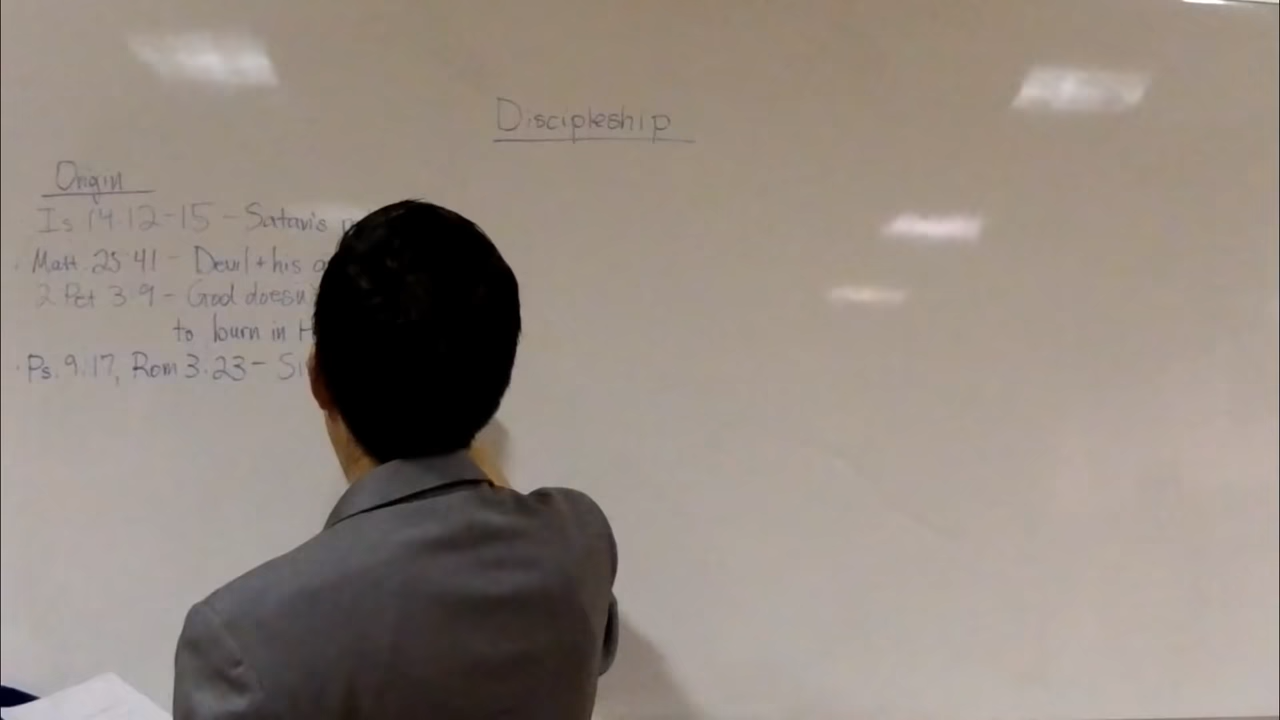 Discipleship
Origin
Is 14:12-15 - Satan's
· Matt. 25:41 - Devil + his
2 Pet 3:9 - God doesn
to burn in H
· Ps. 9:17, Rom 3:23 - Si